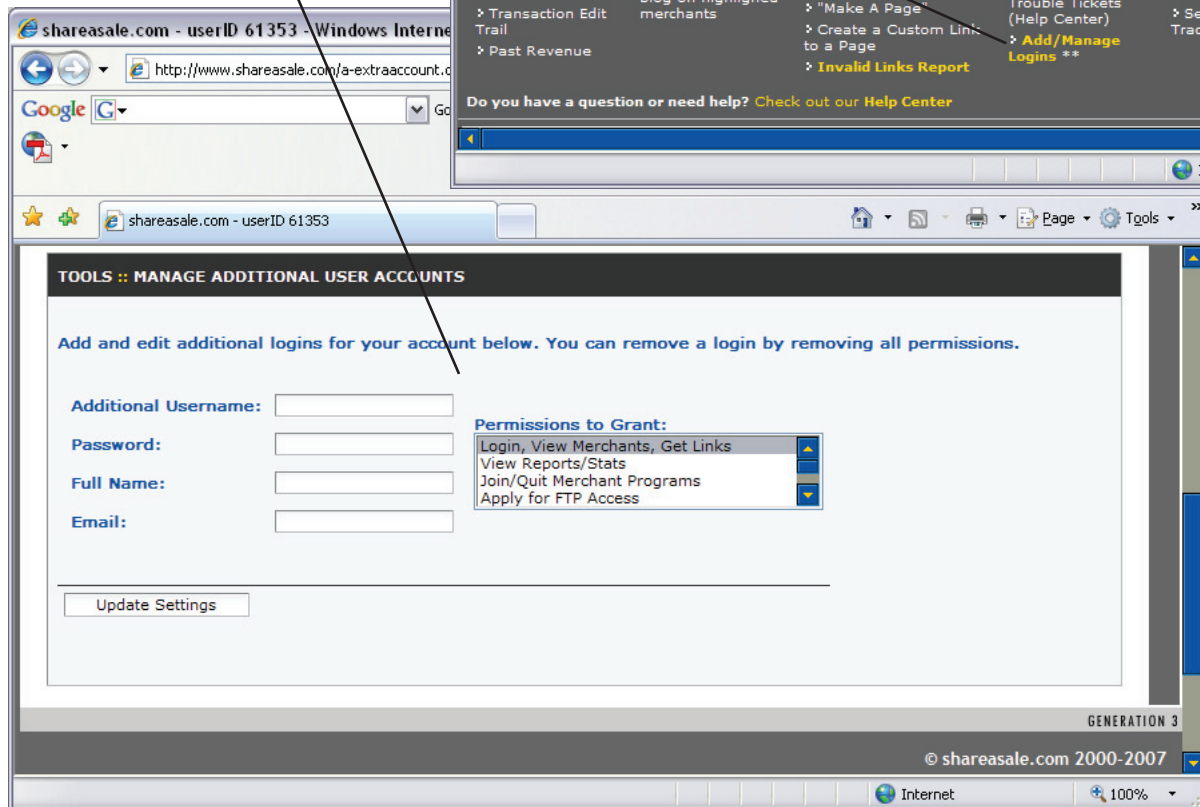 Transaction Edit
Trail
Past Revenue
merchants
"Make A Page"
Create a Custom Link
to a Page
Invalid Links Report
Trouble Tickets
(Help Center)
Add/Manage
Logins **
Do you have a question or need help? Check out our Help Center
shareasale.com - userID 61353 - Windows Interne
http://www.shareasale.com/a-extraaccount.c
Google G
Go
shareasale.com - userID 61353
Page
Tools
TOOLS :: MANAGE ADDITIONAL USER ACCOUNTS
Add and edit additional logins for your account below. You can remove a login by removing all permissions.
Additional Username:
Password:
Full Name:
Email:
Permissions to Grant:
Login, View Merchants, Get Links
View Reports/Stats
Join/Quit Merchant Programs
Apply for FTP Access
Update Settings
GENERATION 3
© shareasale.com 2000-2007
Internet
100%